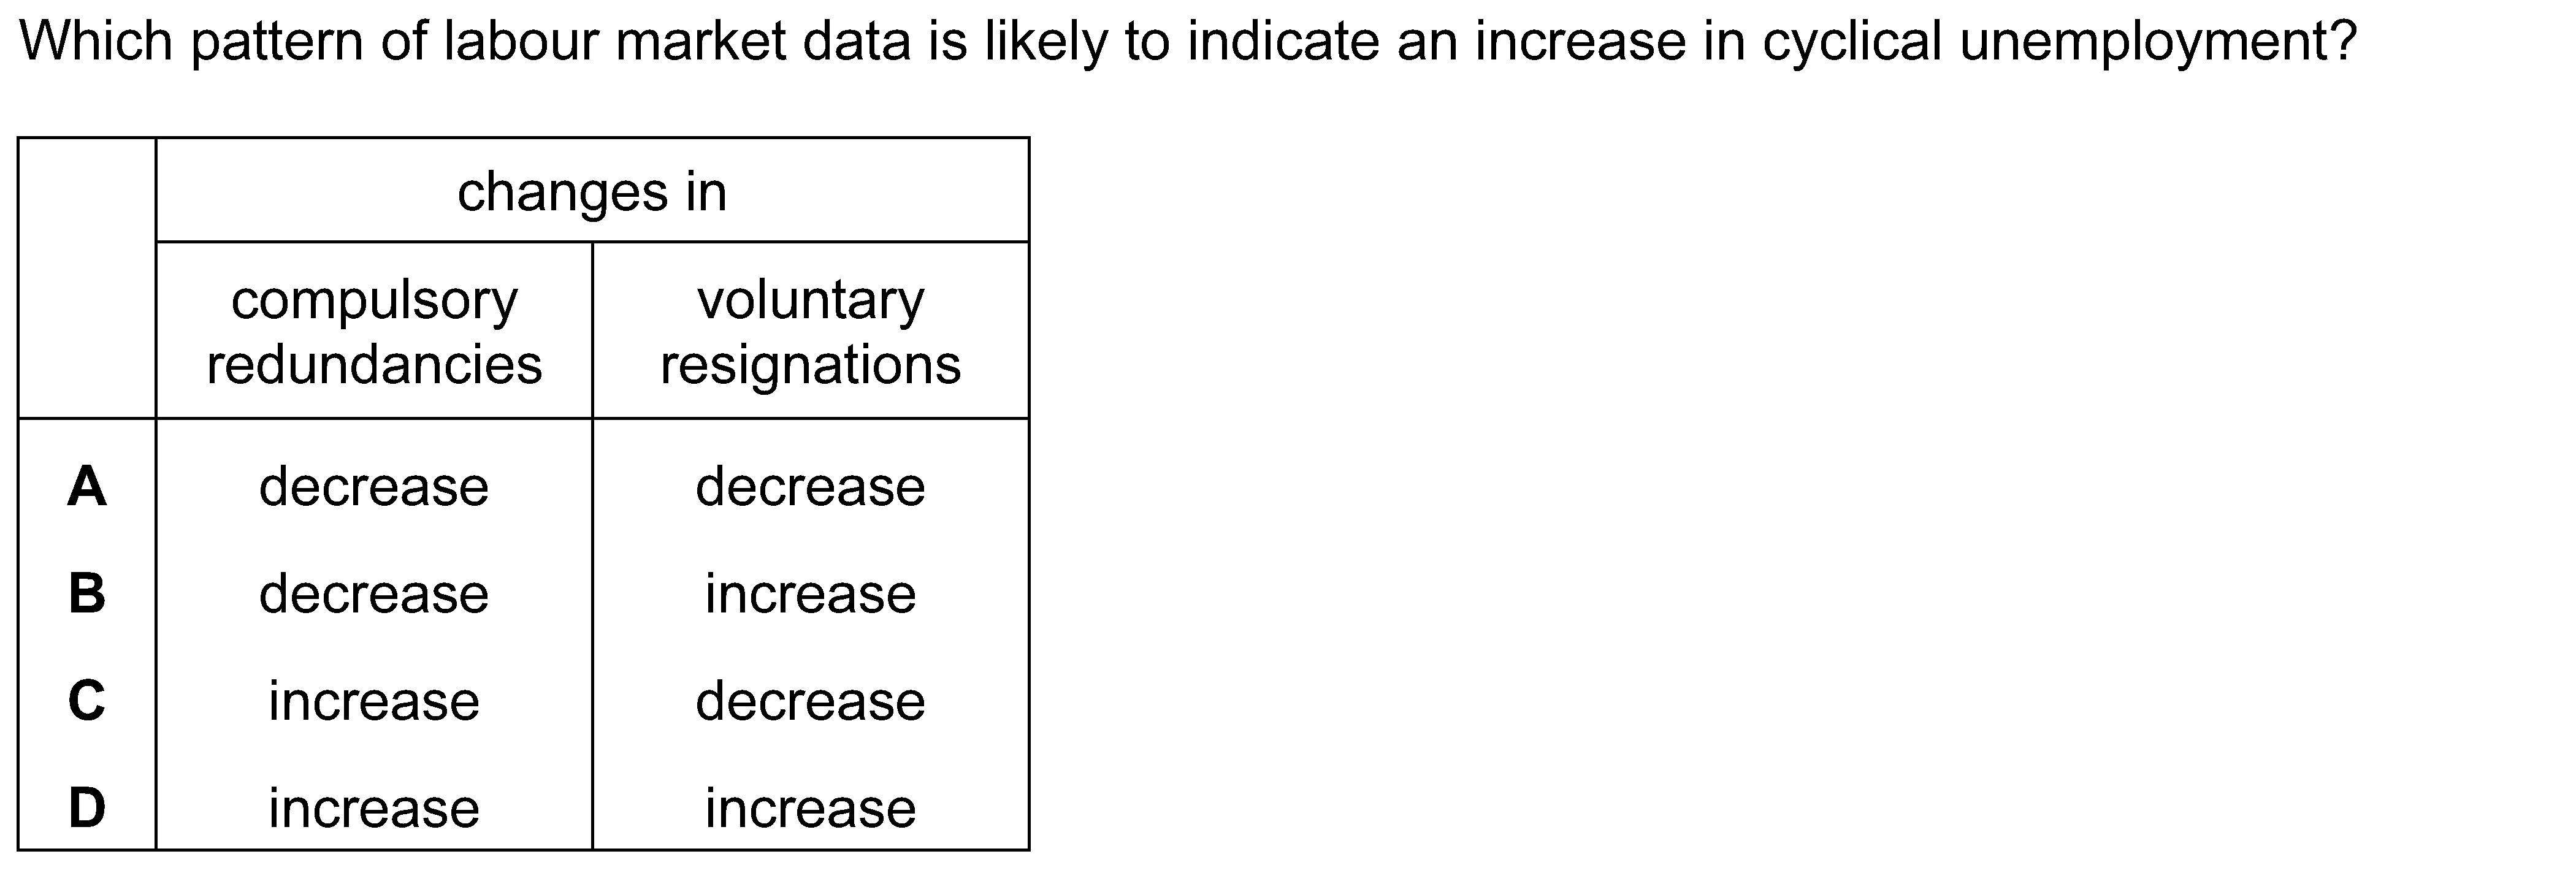 Which pattern of labour market data is likely to indicate an increase in cyclical unemployment?
changes in
compulsory redundancies
voluntary resignations
A decrease decrease
B decrease increase
C increase decrease
D increase increase